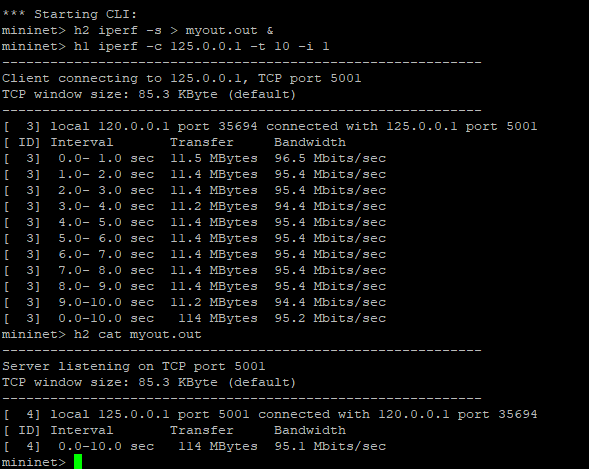 *** Starting CLI:
mininet> h2 iperf -s > myout.out &
mininet> h1 iperf -c 125.0.0.1 -t 10 -i 1
------------------------------------------------------------
Client connecting to 125.0.0.1, TCP port 5001
TCP window size: 85.3 KByte (default)
------------------------------------------------------------
[  3] local 120.0.0.1 port 35694 connected with 125.0.0.1 port 5001
[ ID] Interval       Transfer     Bandwidth
[  3]  0.0- 1.0 sec  11.5 MBytes  96.5 Mbits/sec
[  3]  1.0- 2.0 sec  11.4 MBytes  95.4 Mbits/sec
[  3]  2.0- 3.0 sec  11.4 MBytes  95.4 Mbits/sec
[  3]  3.0- 4.0 sec  11.2 MBytes  94.4 Mbits/sec
[  3]  4.0- 5.0 sec  11.4 MBytes  95.4 Mbits/sec
[  3]  5.0- 6.0 sec  11.4 MBytes  95.4 Mbits/sec
[  3]  6.0- 7.0 sec  11.4 MBytes  95.4 Mbits/sec
[  3]  7.0- 8.0 sec  11.4 MBytes  95.4 Mbits/sec
[  3]  8.0- 9.0 sec  11.4 MBytes  95.4 Mbits/sec
[  3]  9.0-10.0 sec  11.2 MBytes  94.4 Mbits/sec
[  3]  0.0-10.0 sec   114 MBytes  95.2 Mbits/sec
mininet> h2 cat myout.out
------------------------------------------------------------
Server listening on TCP port 5001
TCP window size: 85.3 KByte (default)
------------------------------------------------------------
[  4] local 125.0.0.1 port 5001 connected with 120.0.0.1 port 35694
[ ID] Interval       Transfer     Bandwidth
[  4]  0.0-10.0 sec   114 MBytes  95.1 Mbits/sec
mininet>